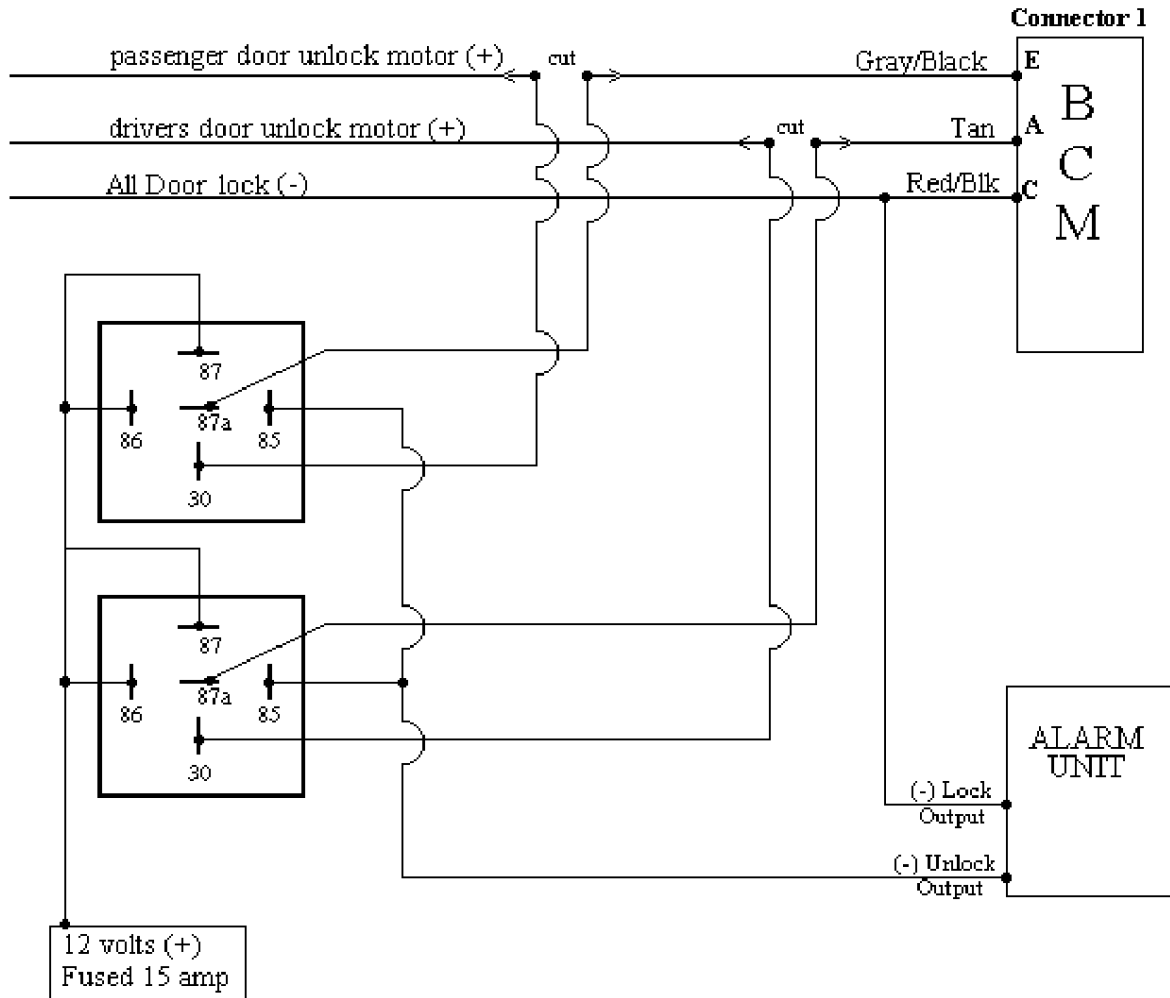 Connector 1
passenger door unlock motor (+)
cut
Gray/Black
E
drivers door unlock motor (+)
cut
Tan
A
All Door lock (-)
Red/Blk
C
B
C
M
87
86
87a
85
30
87
86
87a
85
30
ALARM
UNIT
(-) Lock
Output
(-) Unlock
Output
12 volts (+)
Fused 15 amp